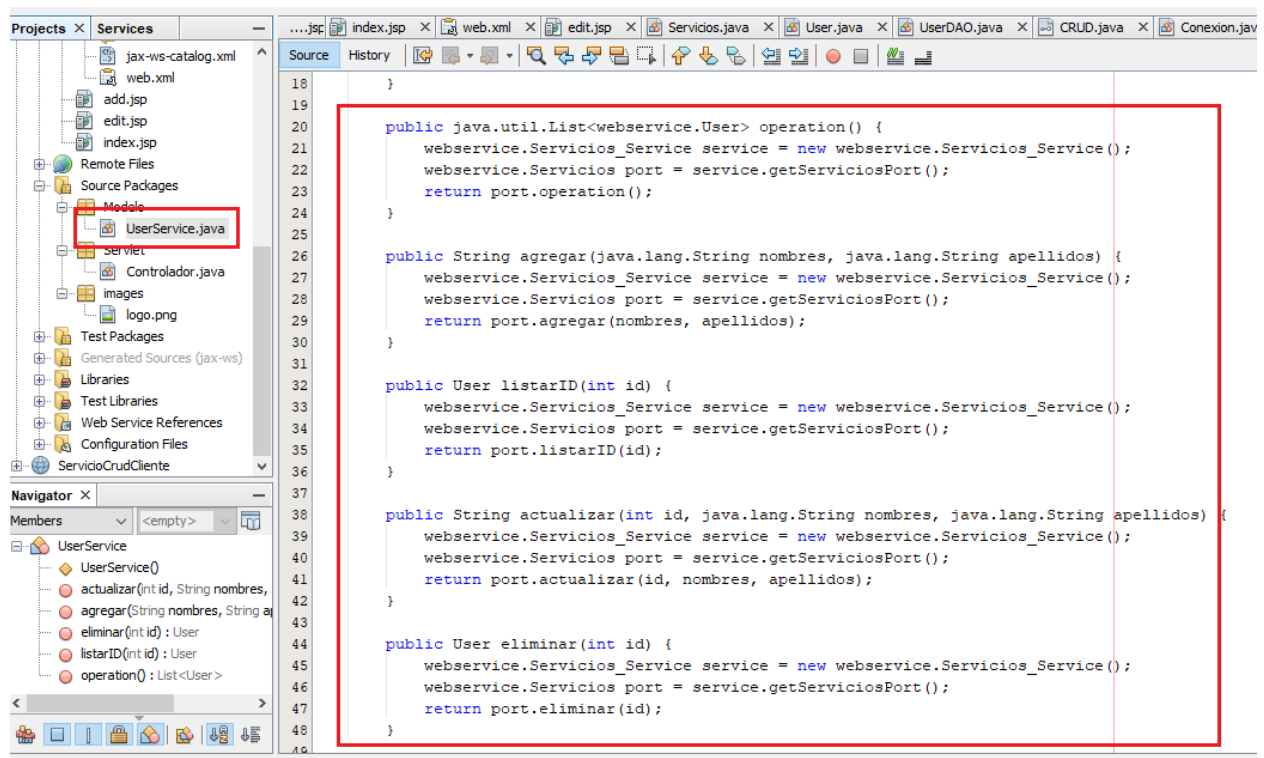 Projects Services
jax-ws-catalog.xml
web.xml
add.jsp
edit.jsp
index.jsp
Remote Files
Source Packages
Modelo
UserService.java
Servlet
Controlador.java
images
logo.png
Test Packages
Generated Sources (jax-ws)
Libraries
Test Libraries
Web Service References
Configuration Files
ServicioCrudCliente
Navigator
Members <empty>
UserService
UserService()
actualizar(int id, String nombres,
agregar(String nombres, String ap
eliminar(int id) : User
listarID(int id) : User
operation() : List<User>
....jsp index.jsp web.xml edit.jsp Servicios.java User.java UserDAO.java CRUD.java Conexion.jav
Source History
18 }
19
20 public java.util.List<webservice.User> operation() {
21 webservice.Servicios_Service service = new webservice.Servicios_Service();
22 webservice.Servicios port = service.getServiciosPort();
23 return port.operation();
24 }
25
26 public String agregar(java.lang.String nombres, java.lang.String apellidos) {
27 webservice.Servicios_Service service = new webservice.Servicios_Service();
28 webservice.Servicios port = service.getServiciosPort();
29 return port.agregar(nombres, apellidos);
30 }
31
32 public User listarID(int id) {
33 webservice.Servicios_Service service = new webservice.Servicios_Service();
34 webservice.Servicios port = service.getServiciosPort();
35 return port.listarID(id);
36 }
37
38 public String actualizar(int id, java.lang.String nombres, java.lang.String apellidos) {
39 webservice.Servicios_Service service = new webservice.Servicios_Service();
40 webservice.Servicios port = service.getServiciosPort();
41 return port.actualizar(id, nombres, apellidos);
42 }
43
44 public User eliminar(int id) {
45 webservice.Servicios_Service service = new webservice.Servicios_Service();
46 webservice.Servicios port = service.getServiciosPort();
47 return port.eliminar(id);
48 }
49